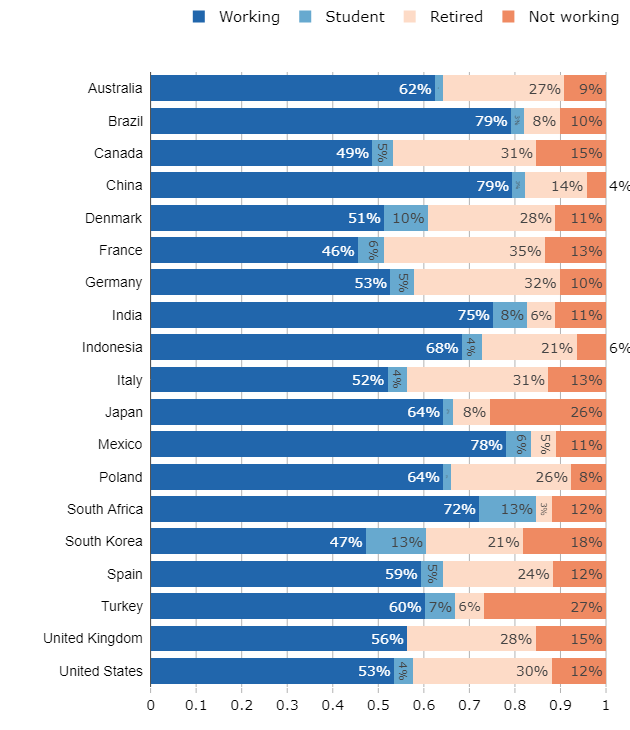 Working Student Retired Not working
Australia 62% 27% 9%
Brazil 79% 3% 8% 10%
Canada 49% 5% 31% 15%
China 79% 14% 4%
Denmark 51% 10% 28% 11%
France 46% 6% 35% 13%
Germany 53% 5% 32% 10%
India 75% 8% 6% 11%
Indonesia 68% 4% 21% 6%
Italy 52% 4% 31% 13%
Japan 64% 8% 26%
Mexico 78% 6% 5% 11%
Poland 64% 26% 8%
South Africa 72% 13% 3% 12%
South Korea 47% 13% 21% 18%
Spain 59% 5% 24% 12%
Turkey 60% 7% 6% 27%
United Kingdom 56% 28% 15%
United States 53% 4% 30% 12%
0 0.1 0.2 0.3 0.4 0.5 0.6 0.7 0.8 0.9 1